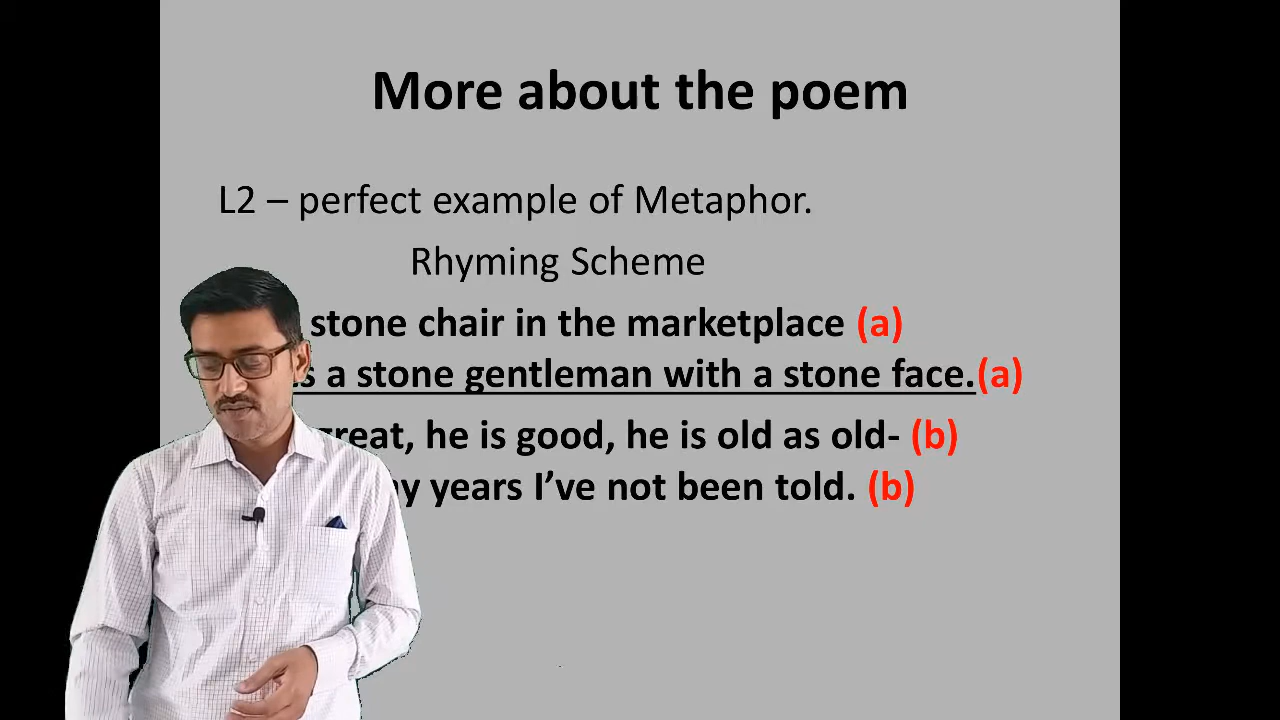 More about the poem
L2 – perfect example of Metaphor.
Rhyming Scheme
stone chair in the marketplace (a)
a stone gentleman with a stone face.(a)
great, he is good, he is old as old- (b)
years I’ve not been told. (b)